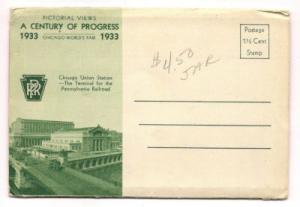 PICTORIAL VIEWS
A CENTURY OF PROGRESS
1933 CHICAGO WORLD'S FAIR 1933
PRR
Chicago Union Station
—The Terminal for the
Pennsylvania Railroad
$4.50
JAR
Postage
1½ Cent
Stamp